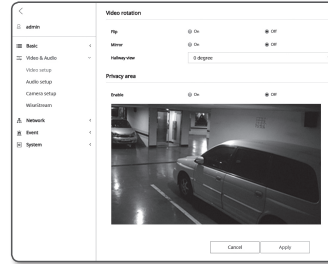 Video rotation
admin
Flip On Off
Mirror On Off
Hallway view 0 degree
Privacy area
Enable On Off
Basic
Video & Audio
Video setup
Audio setup
Camera setup
WiseStream
Network
Event
System
Cancel Apply